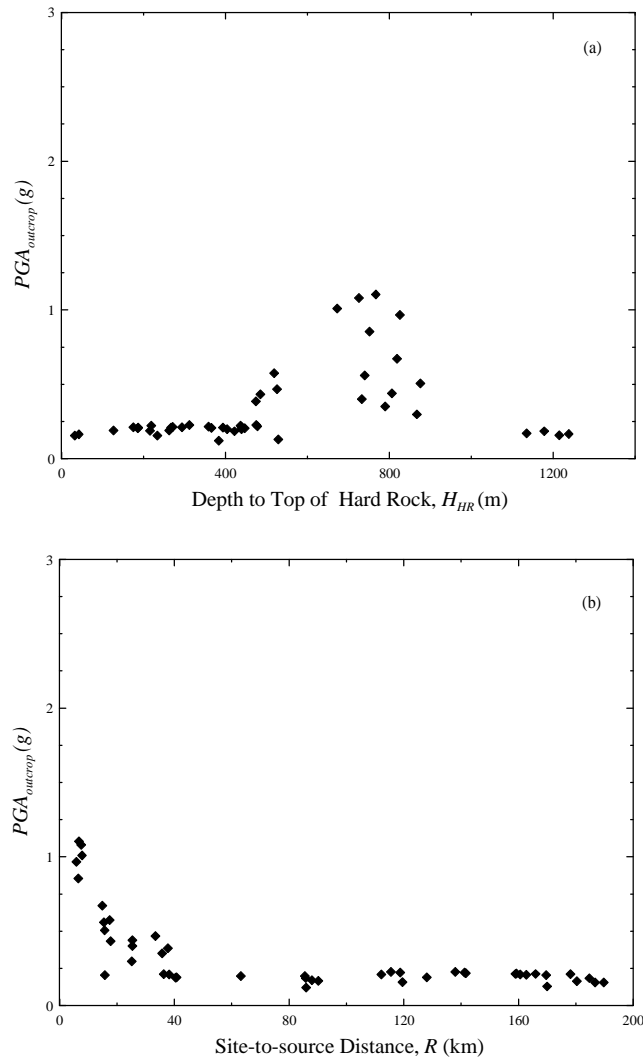 3
(a)
2
PGA_outcrop (g)
1
0
0 400 800 1200
Depth to Top of Hard Rock, H_HR (m)
3
(b)
2
PGA_outcrop (g)
1
0
0 40 80 120 160 200
Site-to-source Distance, R (km)